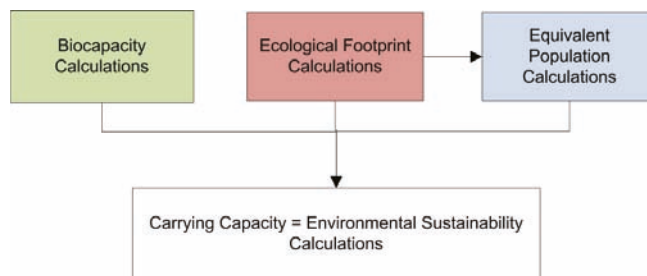 Biocapacity
Calculations
Ecological Footprint
Calculations
Equivalent
Population
Calculations
Carrying Capacity = Environmental Sustainability
Calculations